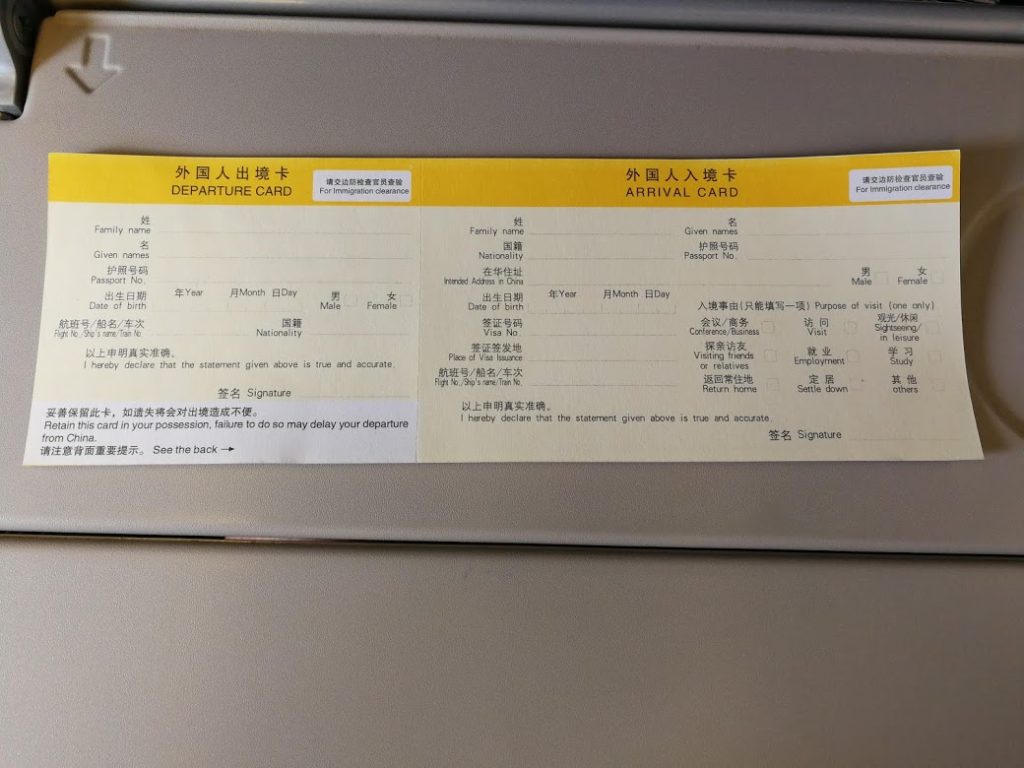 外国人出境卡
DEPARTURE CARD
请交边防检查官员查验
For Immigration clearance
姓
Family name
名
Given names
护照号码
Passport No.
出生日期
Date of birth
年Year 月Month 日Day
男
Male
女
Female
航班号/船名/车次
Flight No./Ship's name/Train No.
国籍
Nationality
以上申明真实准确。
I hereby declare that the statement given above is true and accurate.
签名 Signature
妥善保留此卡，如遗失将会对出境造成不便。
Retain this card in your possession, failure to do so may delay your departure
from China.
请注意背面重要提示。 See the back →
外国人入境卡
ARRIVAL CARD
请交边防检查官员查验
For Immigration clearance
姓
Family name
名
Given names
国籍
Nationality
护照号码
Passport No.
在华住址
Intended Address in China
男
Male
女
Female
出生日期
Date of birth
年Year 月Month 日Day
入境事由(只能填写一项) Purpose of visit (one only)
签证号码
Visa No.
会议/商务
Conference/Business
访问
Visit
观光/休闲
Sightseeing/
in leisure
签证签发地
Place of Visa Issuance
探亲访友
Visiting friends
or relatives
就业
Employment
学习
Study
航班号/船名/车次
Flight No./Ship's name/Train No.
返回常住地
Return home
定居
Settle down
其他
others
以上申明真实准确。
I hereby declare that the statement given above is true and accurate.
签名 Signature